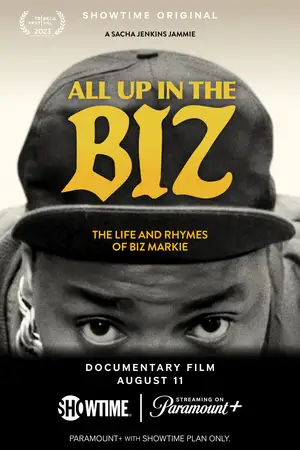 SHOWTIME ORIGINAL
TRIBECA
FESTIVAL
2023
A SACHA JENKINS JAMMIE
ALL UP IN THE
BIZ
THE LIFE AND RHYMES
OF BIZ MARKIE
DOCUMENTARY FILM
AUGUST 11
SHOWTIME
STREAMING ON
Paramount+
PARAMOUNT+ WITH SHOWTIME PLAN ONLY.